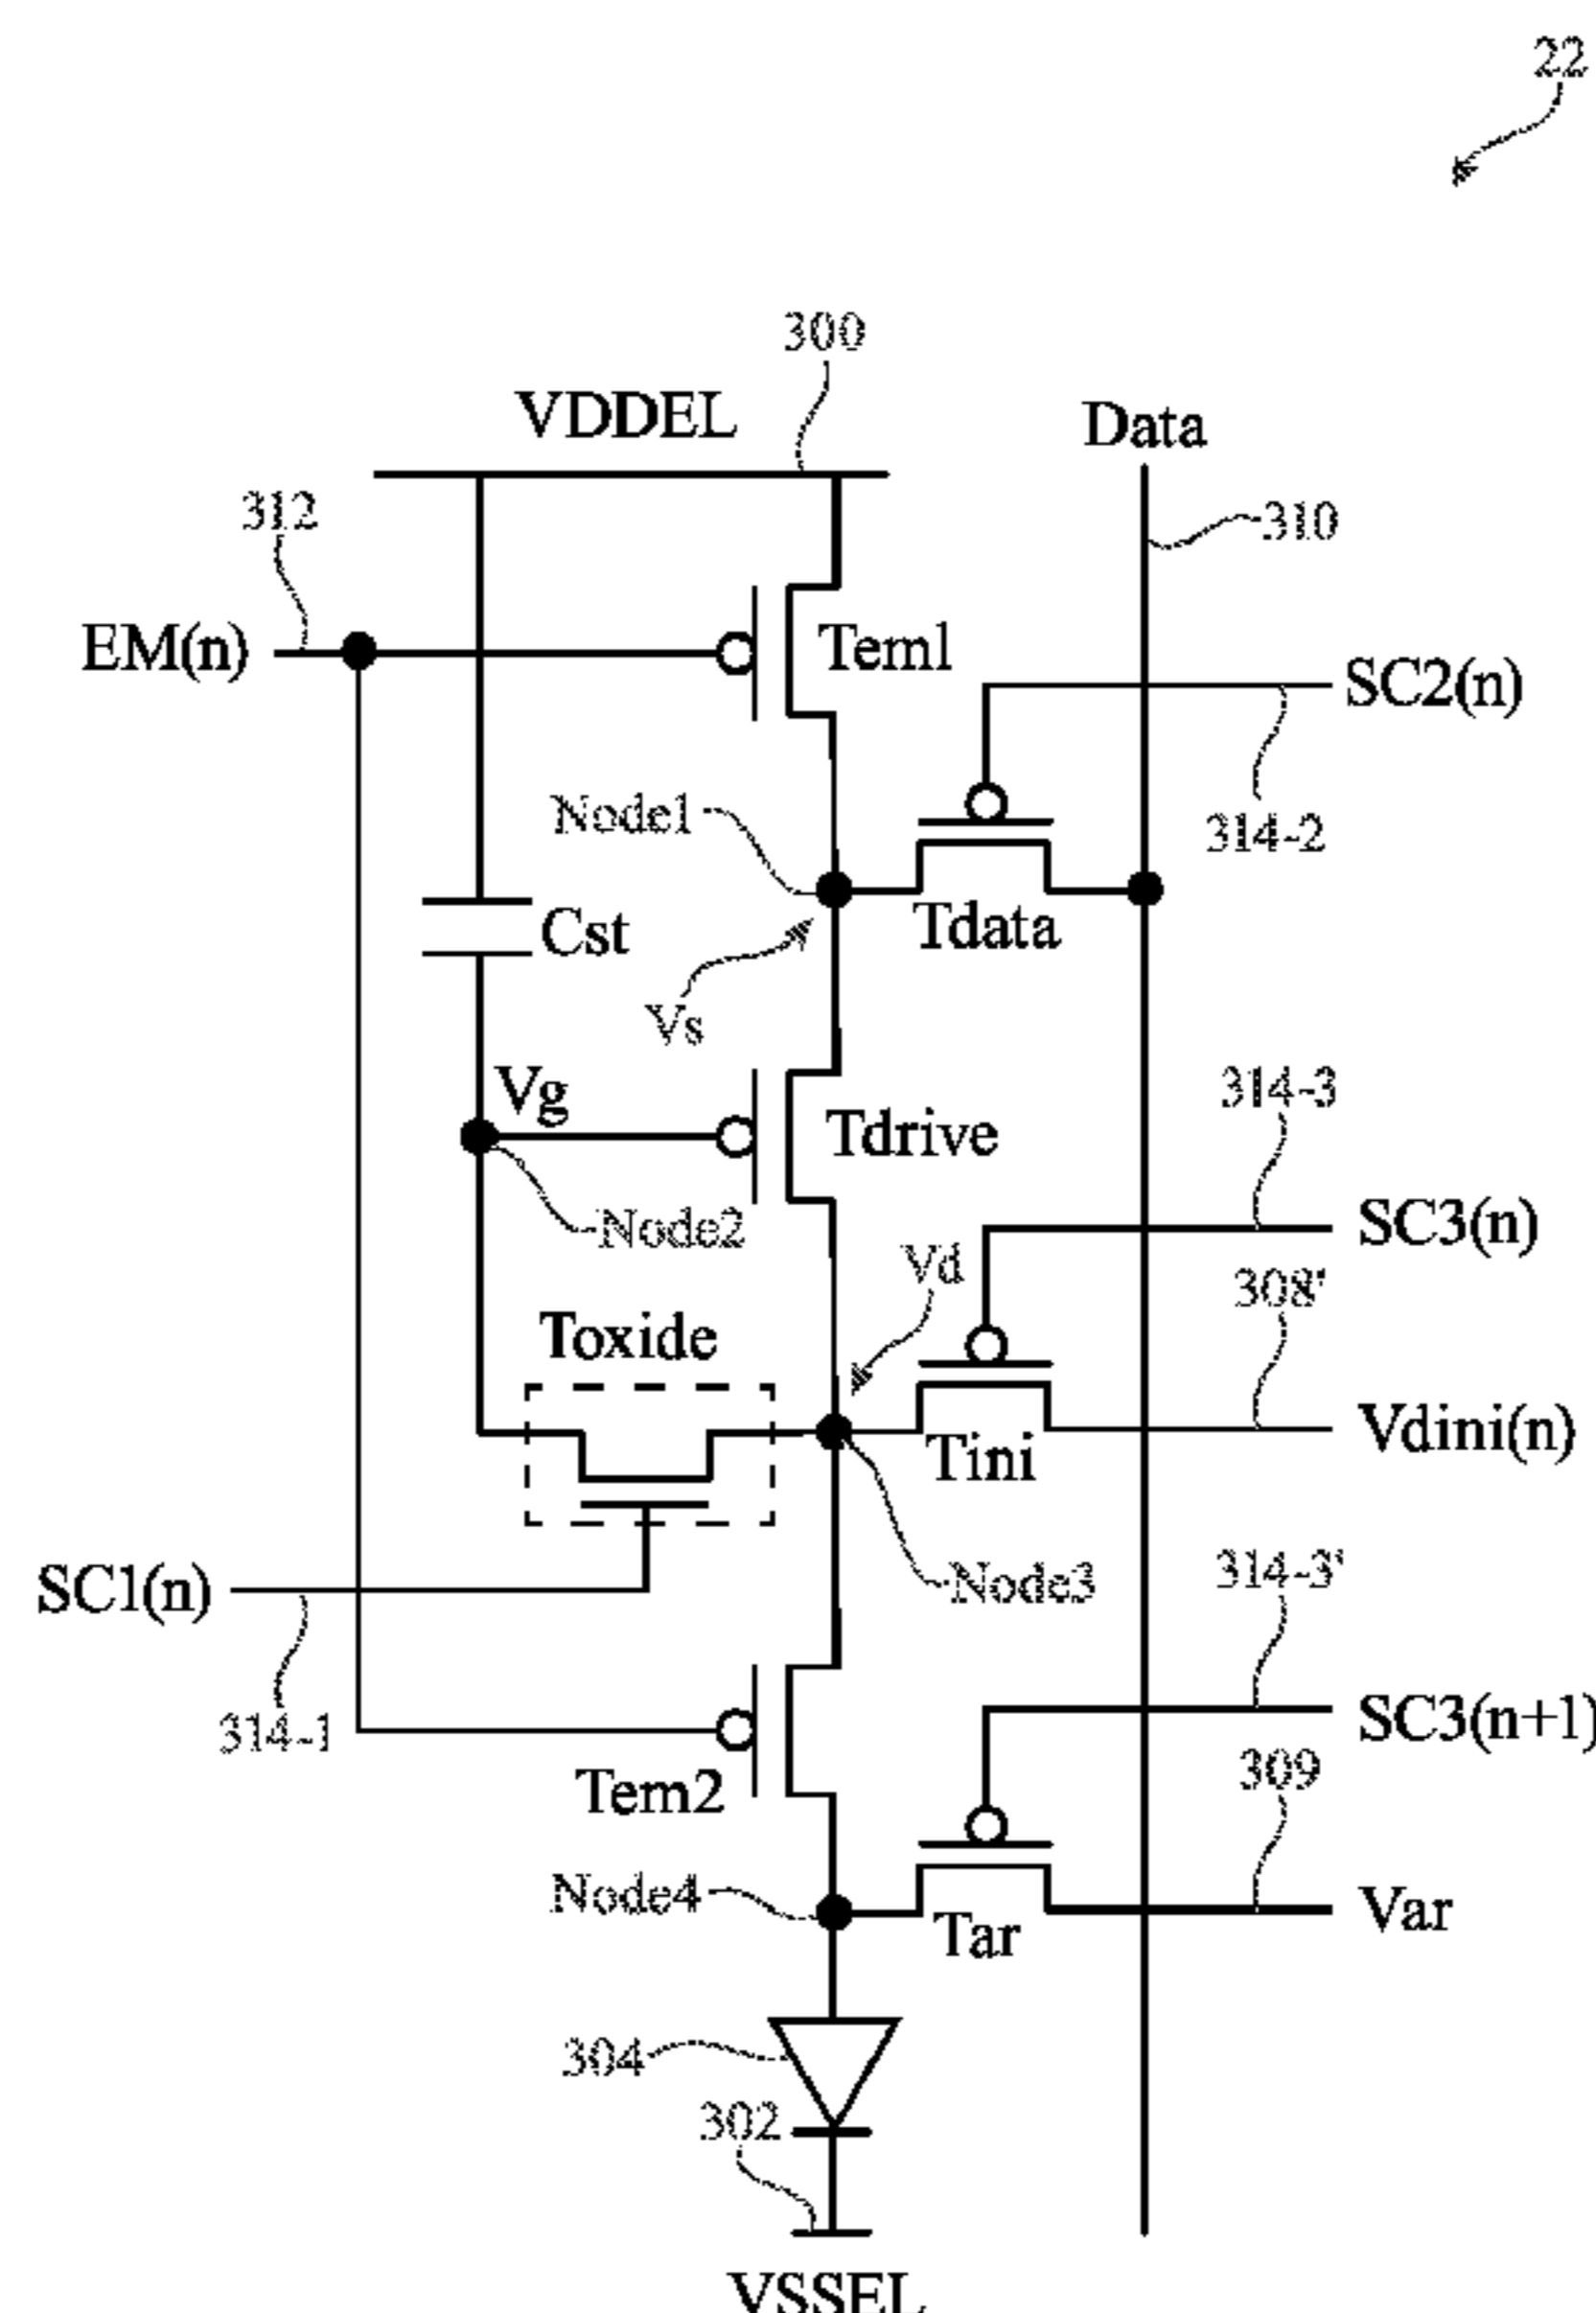 22
300
VDDEL
Data
312
310
EM(n)
Teml
SC2(n)
Node1
314-2
Cst
Tdata
Vs
Vg
314-3
Tdrive
SC3(n)
Node2
Vd
308'
Toxide
Vdini(n)
Tini
SC1(n)
Node3
314-3'
314-1
SC3(n+1)
Tem2
309
Node4
Tar
Var
304
302
VSSEL